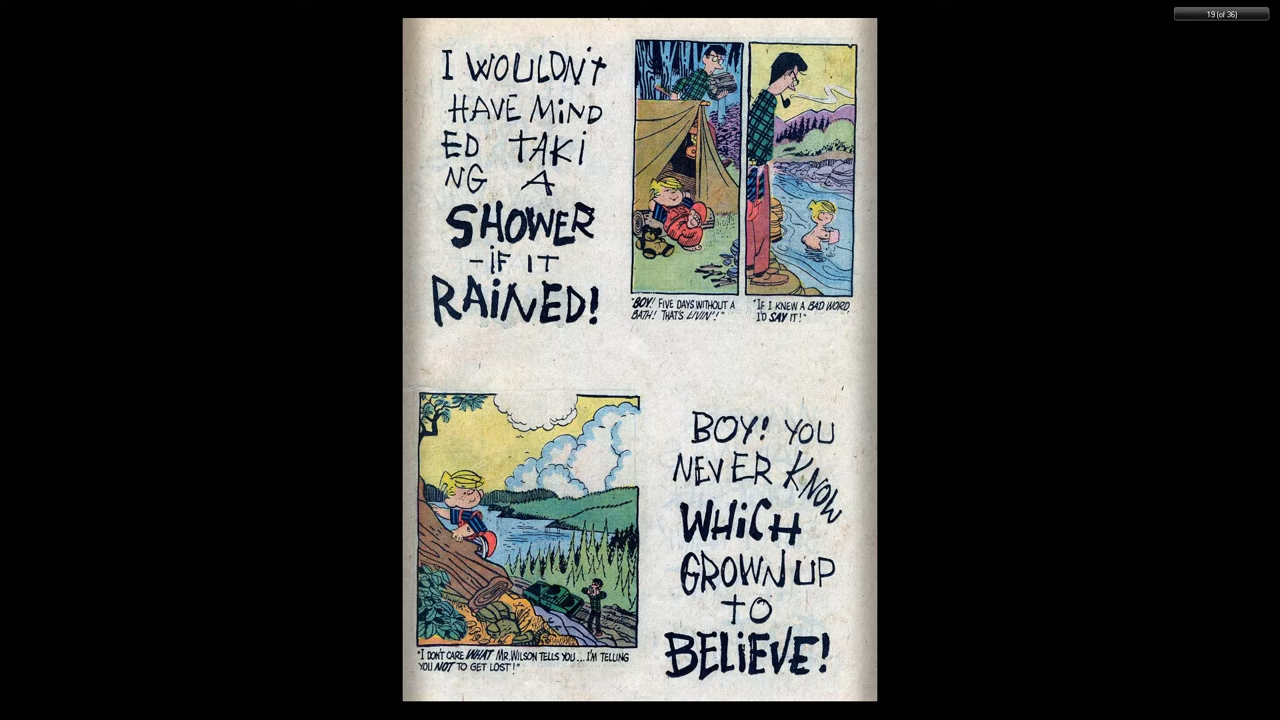 19 (of 36)
I WOULDN't
HAVE MiND
ED TAKi
NG A
SHOWER
-iF IT
RAiNED!
"BOY! FIVE DAYS WITHOUT A
BATH! THAT'S LIVIN'!"
"IF I KNEW A BAD WORD,
I'D SAY IT!"
"I DON'T CARE WHAT MR. WILSON TELLS YOU... I'M TELLING
YOU NOT TO GET LOST!"
BOY! YOU
NEVER KNOW
WHiCH
GROWN UP
TO
BELiEVE!